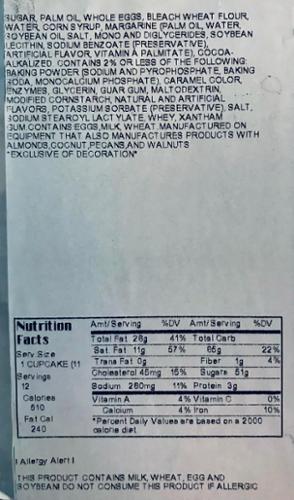 SUGAR, PALM OIL, WHOLE EGGS, BLEACH WHEAT FLOUR,
WATER, CORN SYRUP, MARGARINE (PALM OIL, WATER,
SOYBEAN OIL, SALT, MONO AND DIGLYCERIDES, SOYBEAN
LECITHIN, SODIUM BENZOATE (PRESERVATIVE),
ARTIFICIAL FLAVOR, VITAMIN A PALMITATE), COCOA-
ALKALIZED CONTAINS 2% OR LESS OF THE FOLLOWING:
BAKING POWDER (SODIUM AND PYROPHOSPHATE, BAKING
SODA, MONOCALCIUM PHOSPHATE), CARAMEL COLOR,
ENZYMES, GLYCERIN, GUAR GUM, MALTODEXTRIN,
MODIFIED CORNSTARCH, NATURAL AND ARTIFICIAL
FLAVORS, POTASSIUM SORBATE (PRESERVATIVE), SALT,
SODIUM STEAROYL LACTYLATE, WHEY, XANTHAM
GUM.CONTAINS EGGS,MILK, WHEAT.MANUFACTURED ON
EQUIPMENT THAT ALSO MANUFACTURES PRODUCTS WITH
ALMONDS,COCNUT,PECANS,AND WALNUTS
*EXCLUSIVE OF DECORATION*
Nutrition Facts
Serv Size
1 CUPCAKE (11
Servings
12
Calories
510
Fat Cal
240
Amt/Serving %DV Amt/Serving %DV
Total Fat 26g 41% Total Carb
Sat. Fat 11g 57% 65g 22%
Trans Fat 0g Fiber 1g 4%
Cholesterol 45mg 15% Sugars 51g
Sodium 260mg 11% Protein 3g
Vitamin A 4% Vitamin C 0%
Calcium 4% Iron 10%
*Percent Daily Values are based on a 2000
calorie diet.
! Allergy Alert !
THIS PRODUCT CONTAINS MILK, WHEAT, EGG AND
SOYBEAN! DO NOT CONSUME THIS PRODUCT IF ALLERGIC